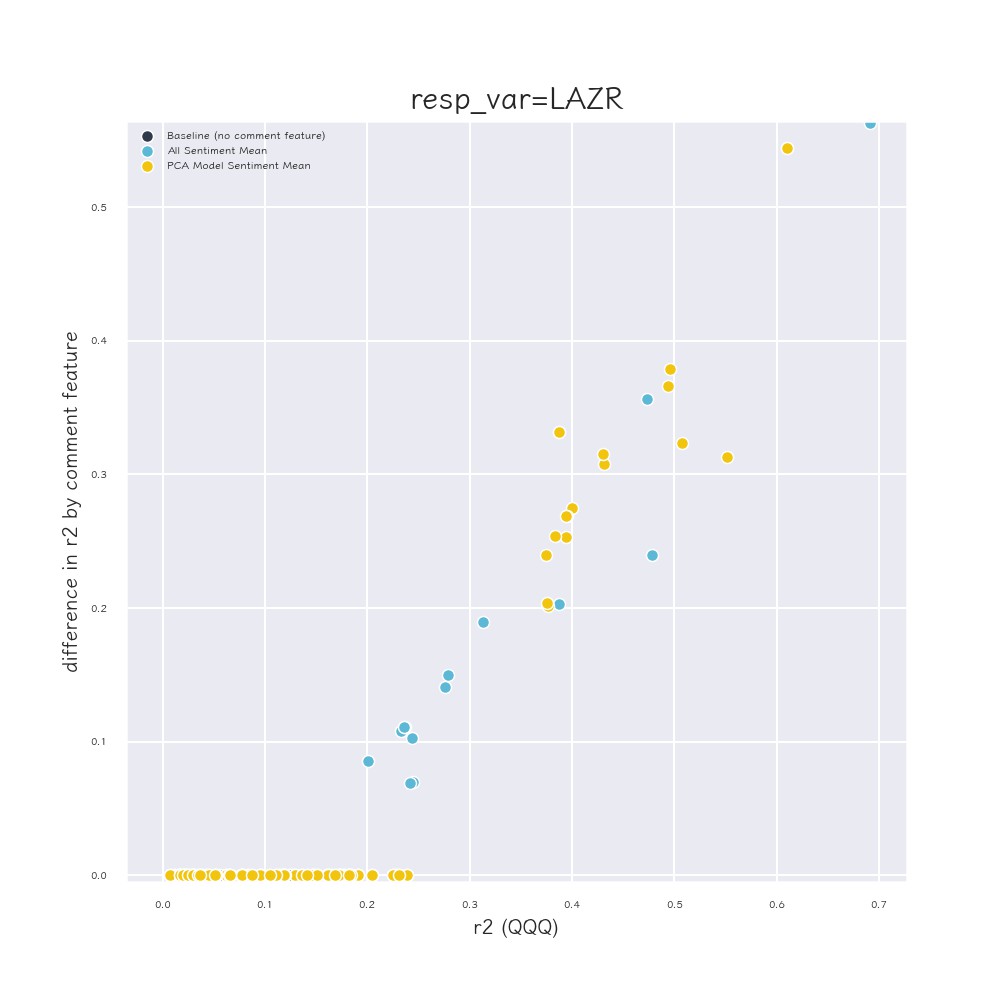 resp_var=LAZR
Baseline (no comment feature)
All Sentiment Mean
PCA Model Sentiment Mean
difference in r2 by comment feature
0.5
0.4
0.3
0.2
0.1
0.0
0.0 0.1 0.2 0.3 0.4 0.5 0.6 0.7
r2 (QQQ)